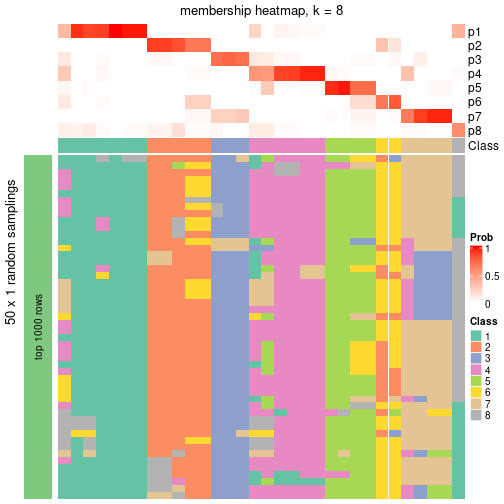 membership heatmap, k = 8
p1
p2
p3
p4
p5
p6
p7
p8
Class
50 x 1 random samplings
top 1000 rows
Prob
1
0.5
0
Class
1
2
3
4
5
6
7
8